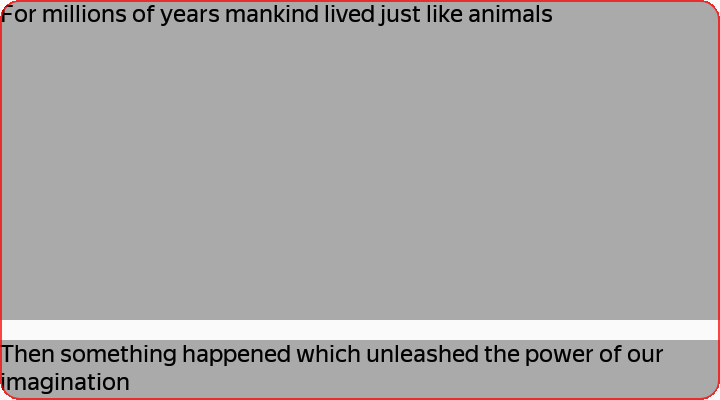 For millions of years mankind lived just like animals
Then something happened which unleashed the power of our
imagination